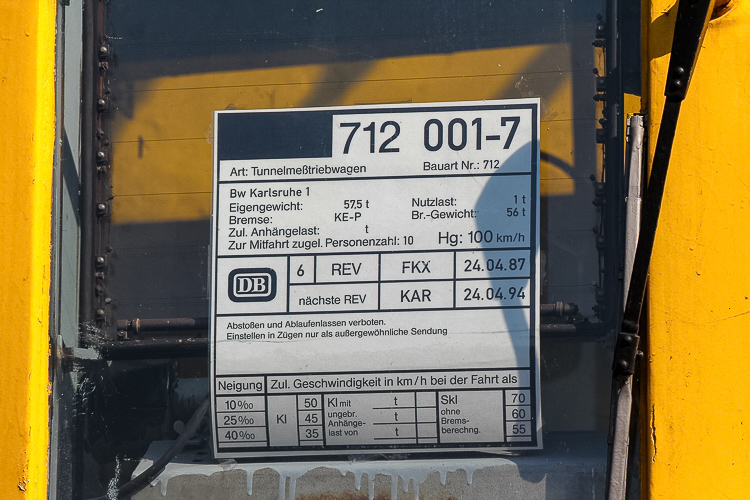 712 001-7
Art: Tunnelmeßtriebwagen Bauart Nr.: 712
Bw Karlsruhe 1
Eigengewicht: 57,5 t Nutzlast: 1 t
Bremse: KE-P Br.-Gewicht: 56 t
Zul. Anhängelast: t
Zur Mitfahrt zugel. Personenzahl: 10 Hg: 100 km/h
DB 6 REV FKX 24.04.87
nächste REV KAR 24.04.94
Abstoßen und Ablaufenlassen verboten.
Einstellen in Zügen nur als außergewöhnliche Sendung
Neigung Zul. Geschwindigkeit in km/h bei der Fahrt als
10‰ Kl 50 Kl mit t Skl 70
25‰ 45 ungebr. Anhänge- t ohne Brems- 60
40‰ 35 last von t berechng. 55